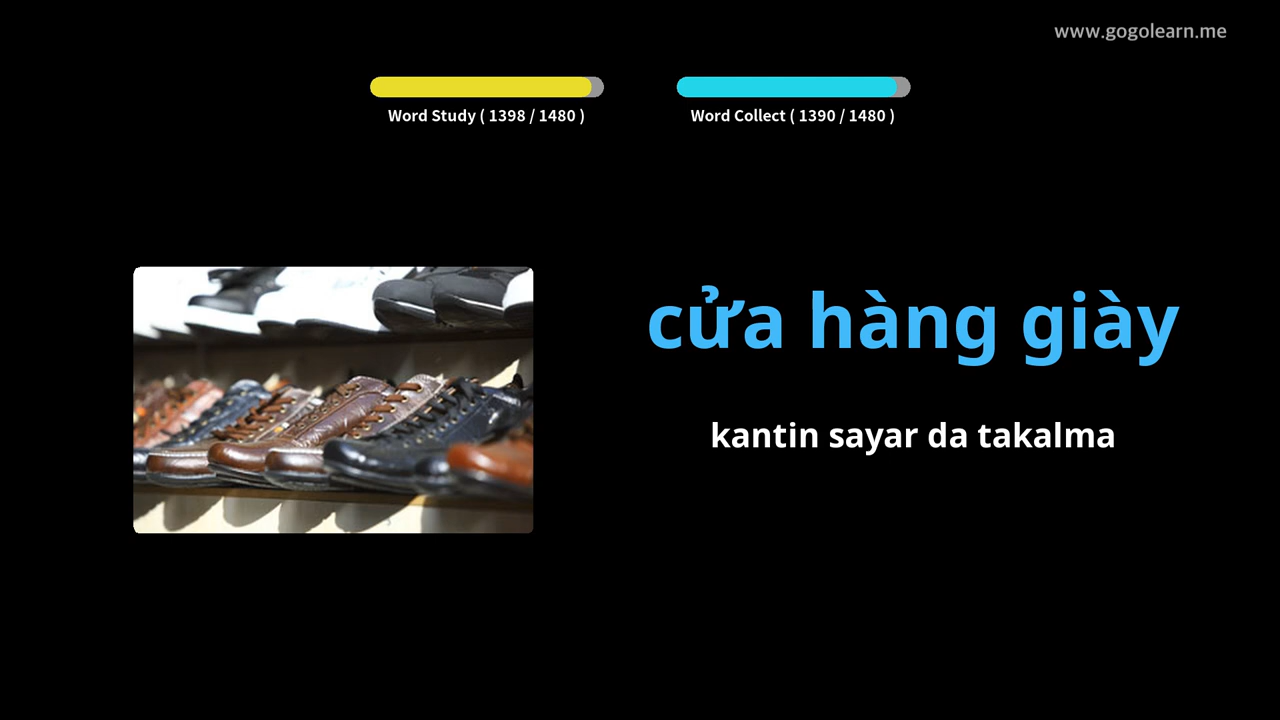 www.gogolearn.me
Word Study ( 1398 / 1480 )
Word Collect ( 1390 / 1480 )
cửa hàng giày
kantin sayar da takalma